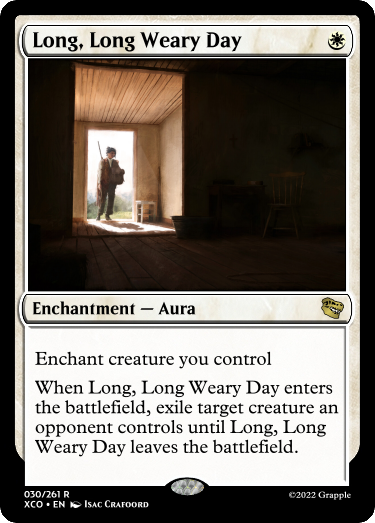 Long, Long Weary Day
Enchantment — Aura
Enchant creature you control
When Long, Long Weary Day enters
the battlefield, exile target creature an
opponent controls until Long, Long
Weary Day leaves the battlefield.
030/261 R
XCO • EN Isac Crafoord
©2022 Grapple